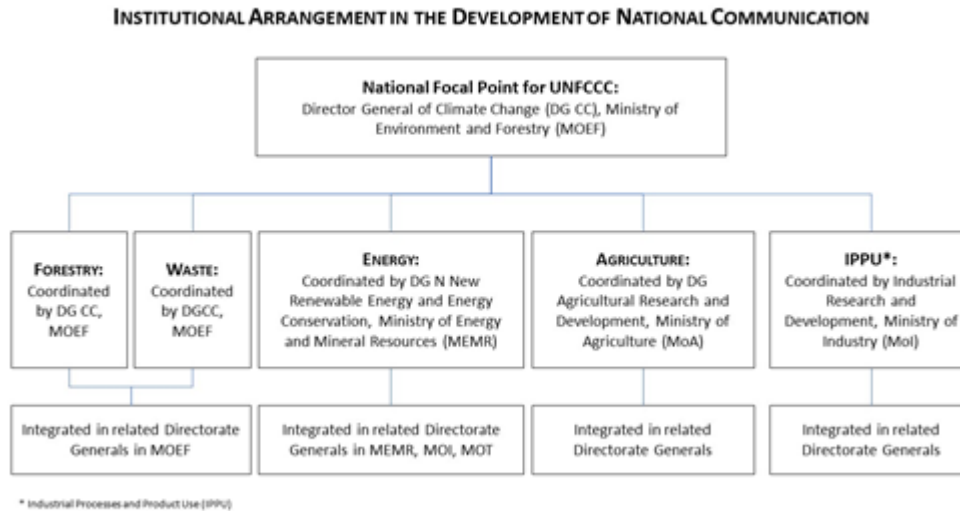 INSTITUTIONAL ARRANGEMENT IN THE DEVELOPMENT OF NATIONAL COMMUNICATION
National Focal Point for UNFCCC:
Director General of Climate Change (DG CC), Ministry of
Environment and Forestry (MOEF)
FORESTRY:
Coordinated
by DG CC,
MOEF
WASTE:
Coordinated
by DGCC,
MOEF
ENERGY:
Coordinated by DG N New
Renewable Energy and Energy
Conservation, Ministry of Energy
and Mineral Resources (MEMR)
AGRICULTURE:
Coordinated by DG
Agricultural Research and
Development, Ministry of
Agriculture (MoA)
IPPU*:
Coordinated by Industrial
Research and
Development, Ministry of
Industry (MoI)
Integrated in related Directorate
Generals in MOEF
Integrated in related Directorate
Generals in MEMR, MOI, MOT
Integrated in related
Directorate Generals
Integrated in related
Directorate Generals
* Industrial Processes and Product Use (IPPU)